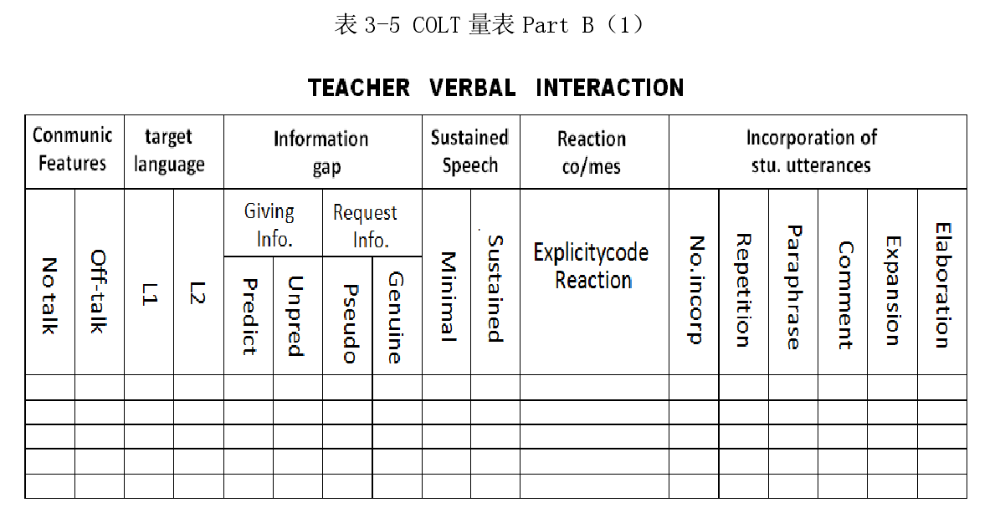 表 3-5 COLT 量表 Part B（1）
TEACHER VERBAL INTERACTION
Conmunic
Features
target
language
Information
gap
Sustained
Speech
Reaction
co/mes
Incorporation of
stu. utterances
No talk
Off-talk
L1
L2
Giving
Info.
Predict
Unpred
Request
Info.
Pseudo
Genuine
Minimal
Sustained
Explicitycode
Reaction
No.incorp
Repetition
Paraphrase
Comment
Expansion
Elaboration